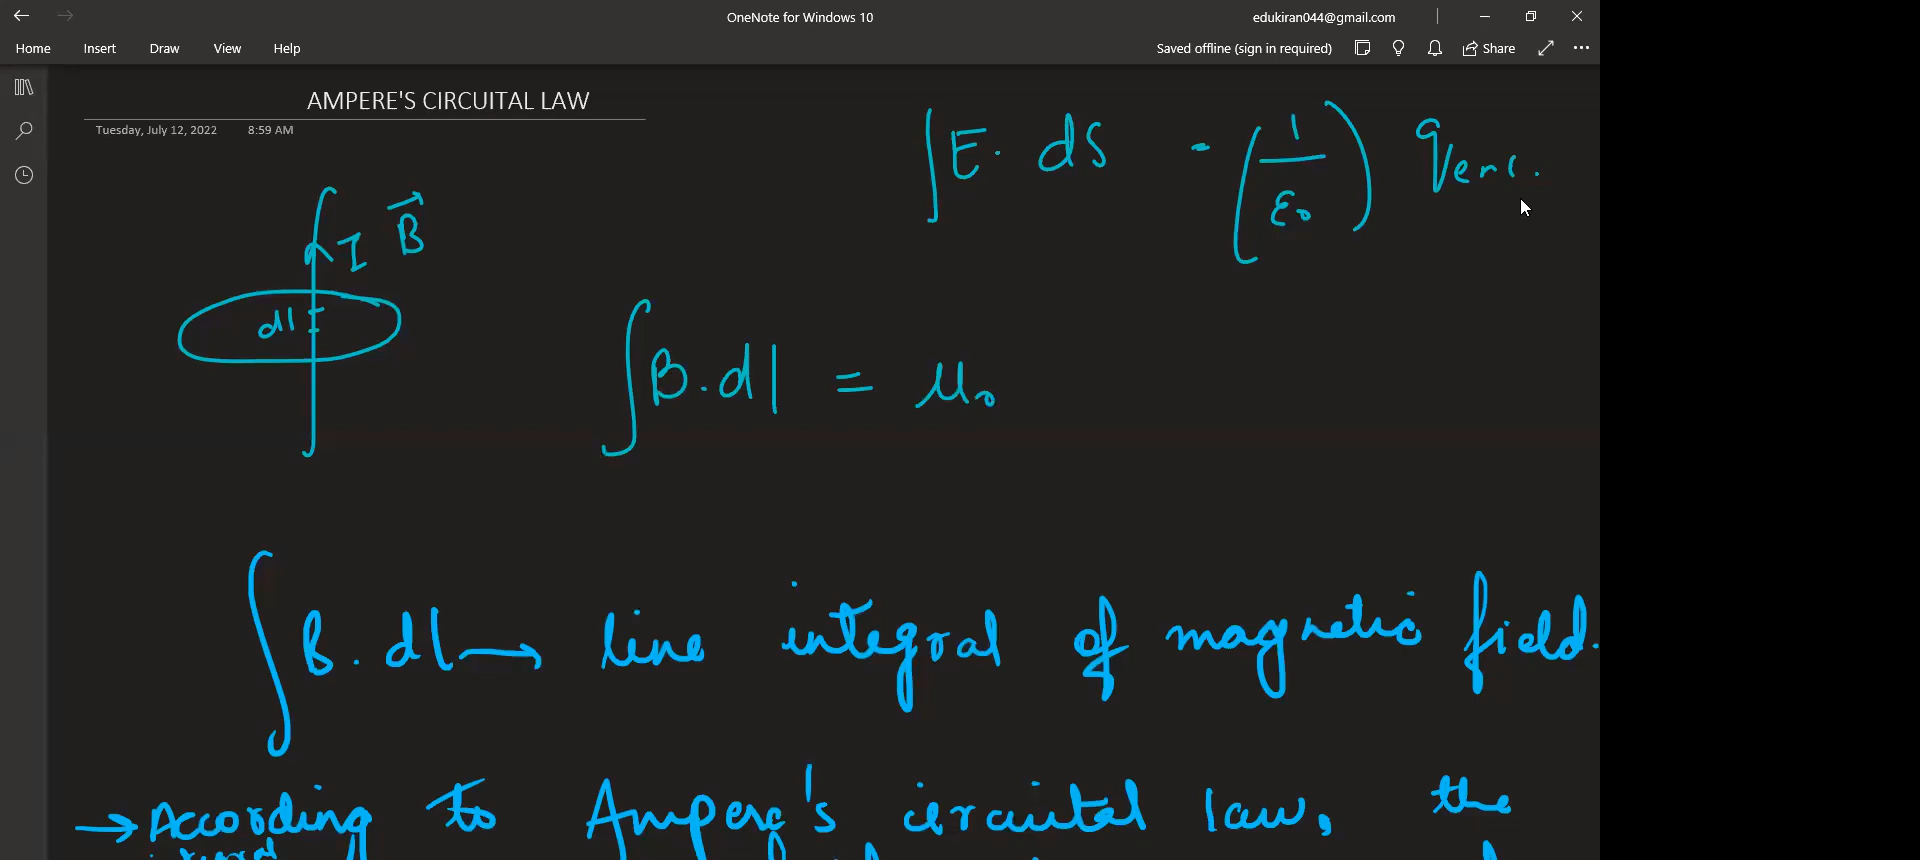 OneNote for Windows 10
edukiran044@gmail.com
Home Insert Draw View Help
Saved offline (sign in required) Share
AMPERE'S CIRCUITAL LAW
Tuesday, July 12, 2022 8:59 AM
∫E. dS = (1/ε₀) qenc.
I B⃗
dl
∫B.dl = μ₀
∫B.dl → line integral of magnetic field.
→ According to Ampere's circuital law, the